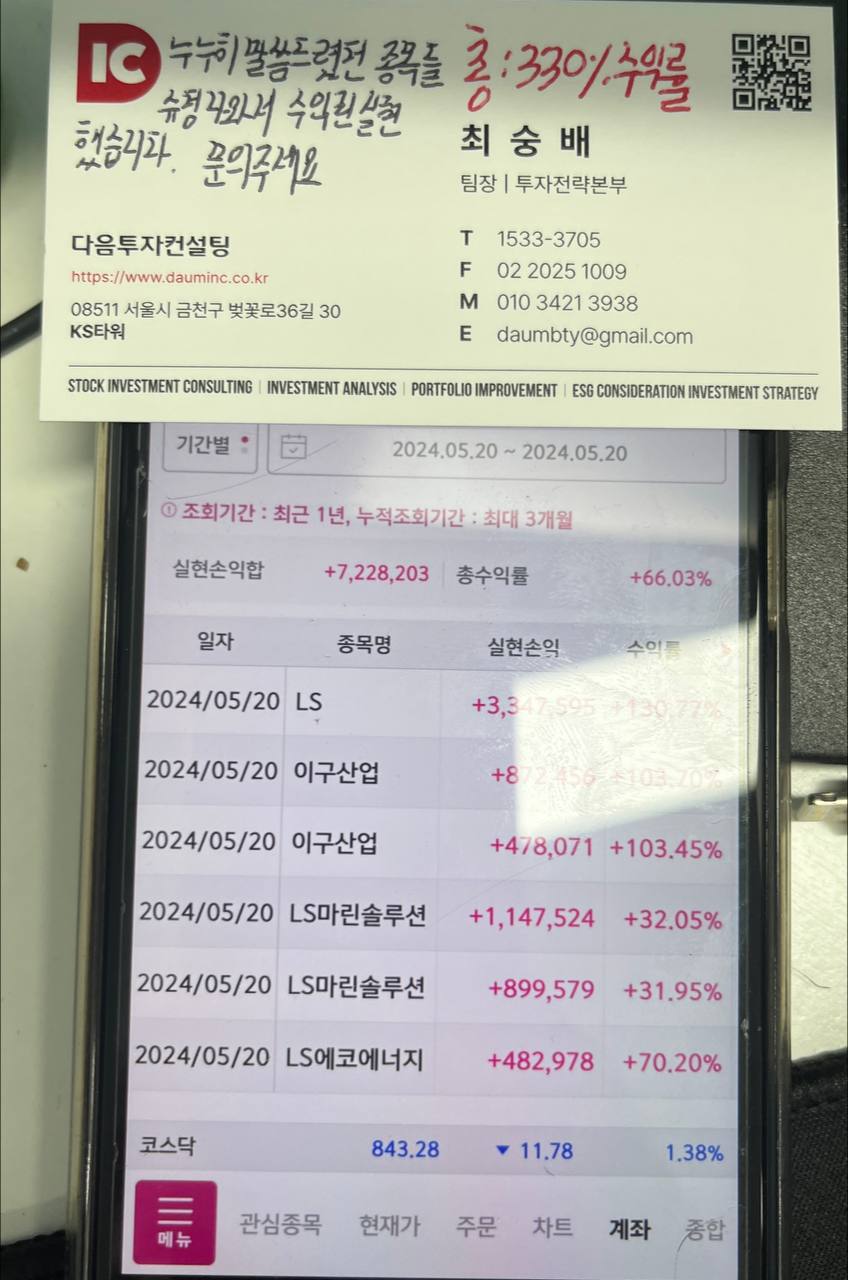 IC
누누히 말씀드렸던 종목들
슈팅 나와서 수익린실현
했습니다. 문의주세요
총:330% 수익률
최 숭 배
팀장 | 투자전략본부
다음투자컨설팅
https://www.dauminc.co.kr
08511 서울시 금천구 벚꽃로36길 30
KS타워
T 1533-3705
F 02 2025 1009
M 010 3421 3938
E daumbty@gmail.com
STOCK INVESTMENT CONSULTING | INVESTMENT ANALYSIS | PORTFOLIO IMPROVEMENT | ESG CONSIDERATION INVESTMENT STRATEGY
기간별 2024.05.20 ~ 2024.05.20
조회기간 : 최근 1년, 누적조회기간 : 최대 3개월
실현손익합 +7,228,203 총수익률 +66.03%
일자 종목명 실현손익 수익률
2024/05/20 LS +3,347,595 +130.77%
2024/05/20 이구산업 +872,456 +103.20%
2024/05/20 이구산업 +478,071 +103.45%
2024/05/20 LS마린솔루션 +1,147,524 +32.05%
2024/05/20 LS마린솔루션 +899,579 +31.95%
2024/05/20 LS에코에너지 +482,978 +70.20%
코스닥 843.28 ▼ 11.78 1.38%
메뉴 관심종목 현재가 주문 차트 계좌 종합